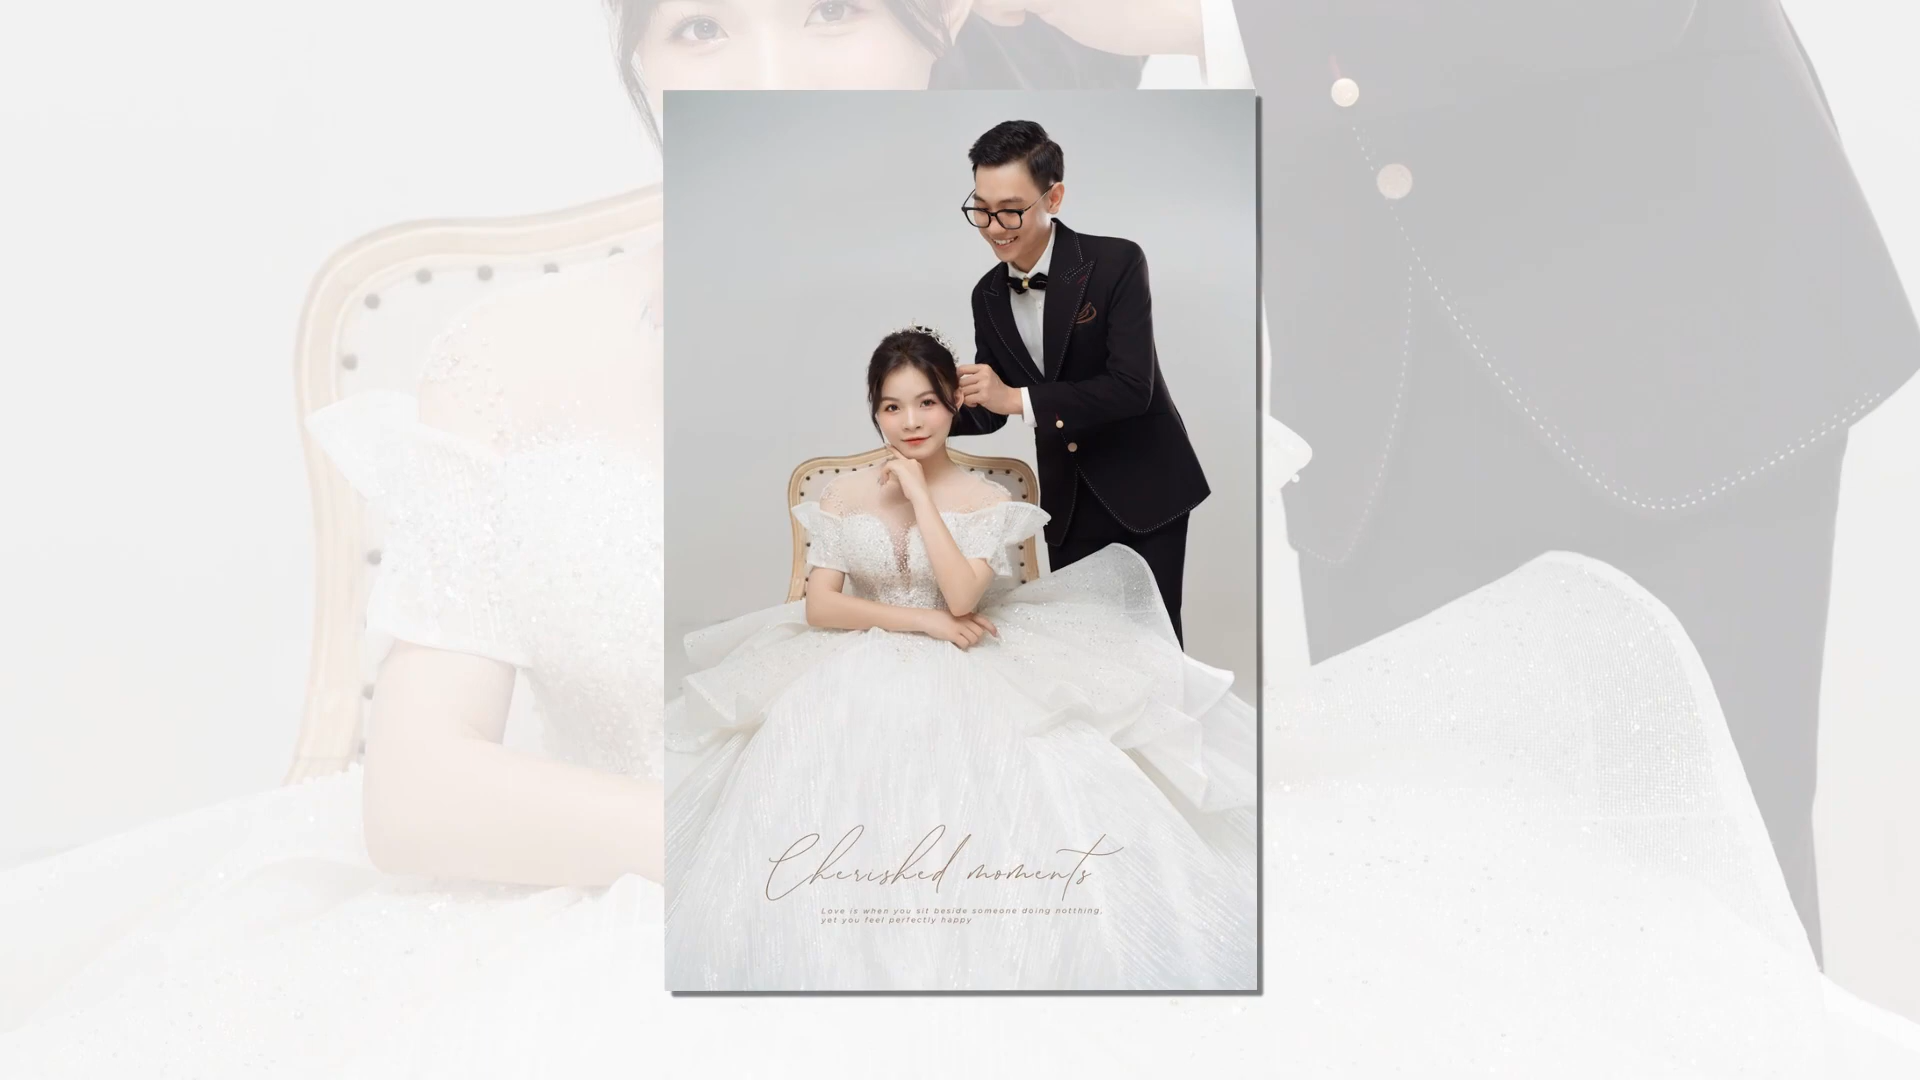 Cherished moments
Love is when you sit beside someone doing notthing,
yet you feel perfectly happy